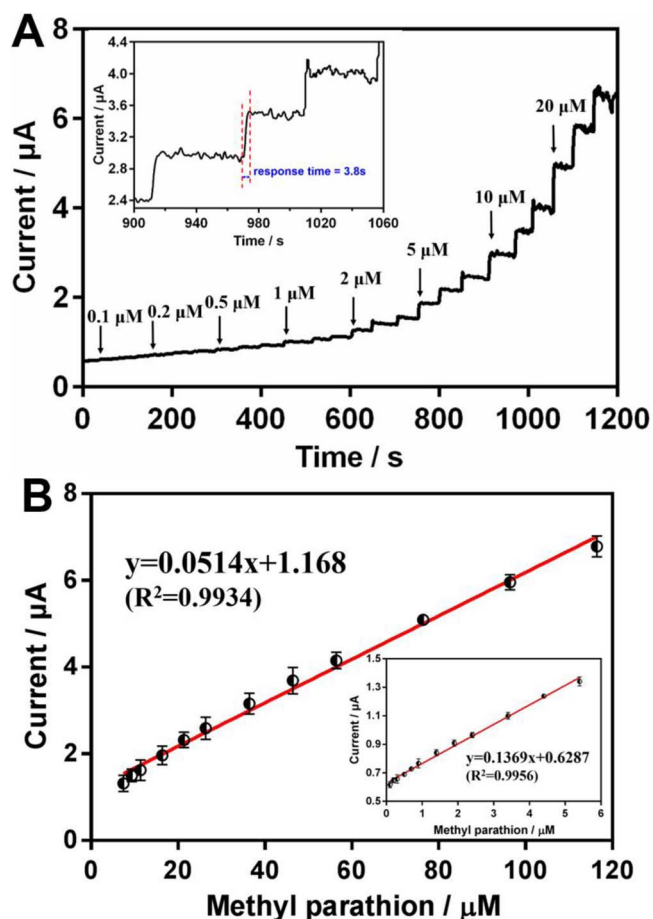 A
8
6
4
2
0
Current / μA
0 200 400 600 800 1000 1200
Time / s
0.1 μM
0.2 μM
0.5 μM
1 μM
2 μM
5 μM
10 μM
20 μM
4.4
4.0
3.6
3.2
2.8
2.4
Current / μA
response time = 3.8s
900 940 980 1020 1060
Time / s
B
8
6
4
2
0
Current / μA
y=0.0514x+1.168
(R²=0.9934)
1.5
1.3
1.1
0.9
0.7
0.5
Current / μA
y=0.1369x+0.6287
(R²=0.9956)
0 1 2 3 4 5 6
Methyl parathion / μM
0 20 40 60 80 100 120
Methyl parathion / μM